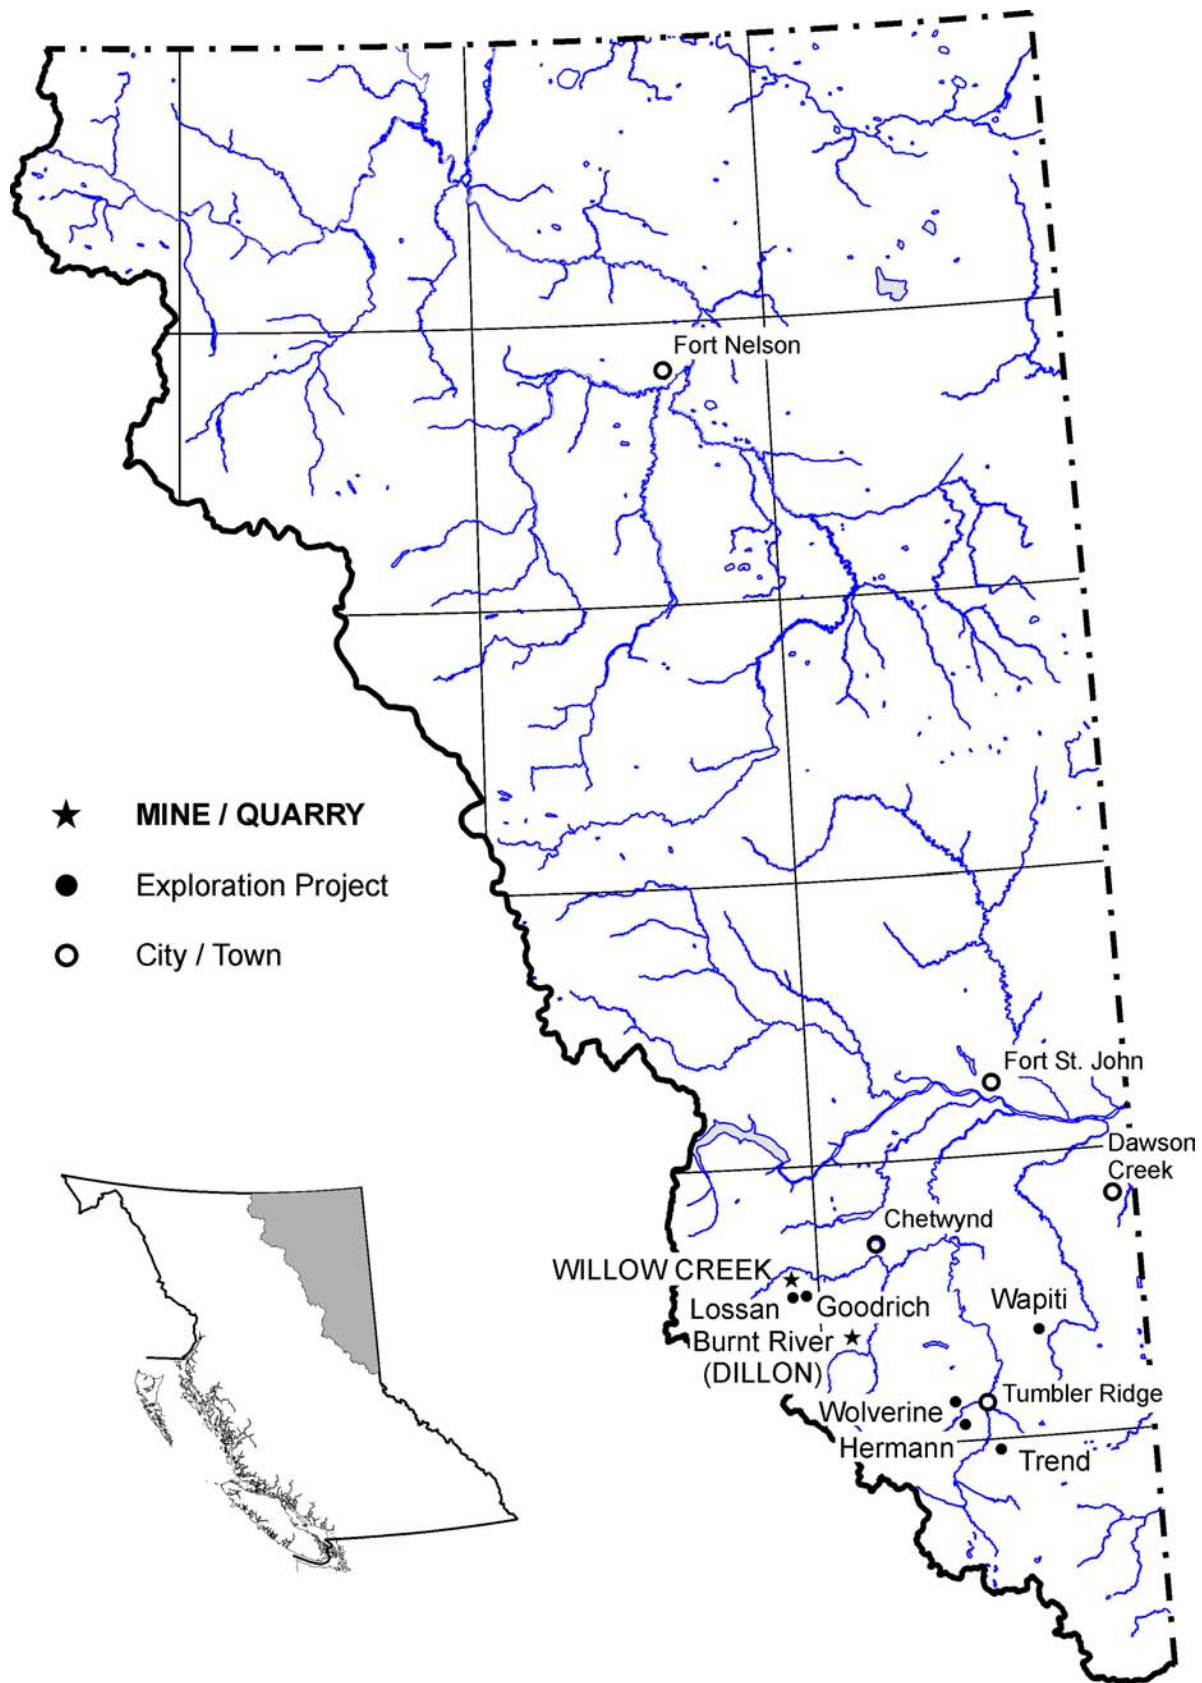 Fort Nelson
MINE / QUARRY
Exploration Project
City / Town
Fort St. John
Dawson
Creek
Chetwynd
WILLOW CREEK
Lossan
Goodrich
Wapiti
Burnt River
(DILLON)
Tumbler Ridge
Wolverine
Hermann
Trend